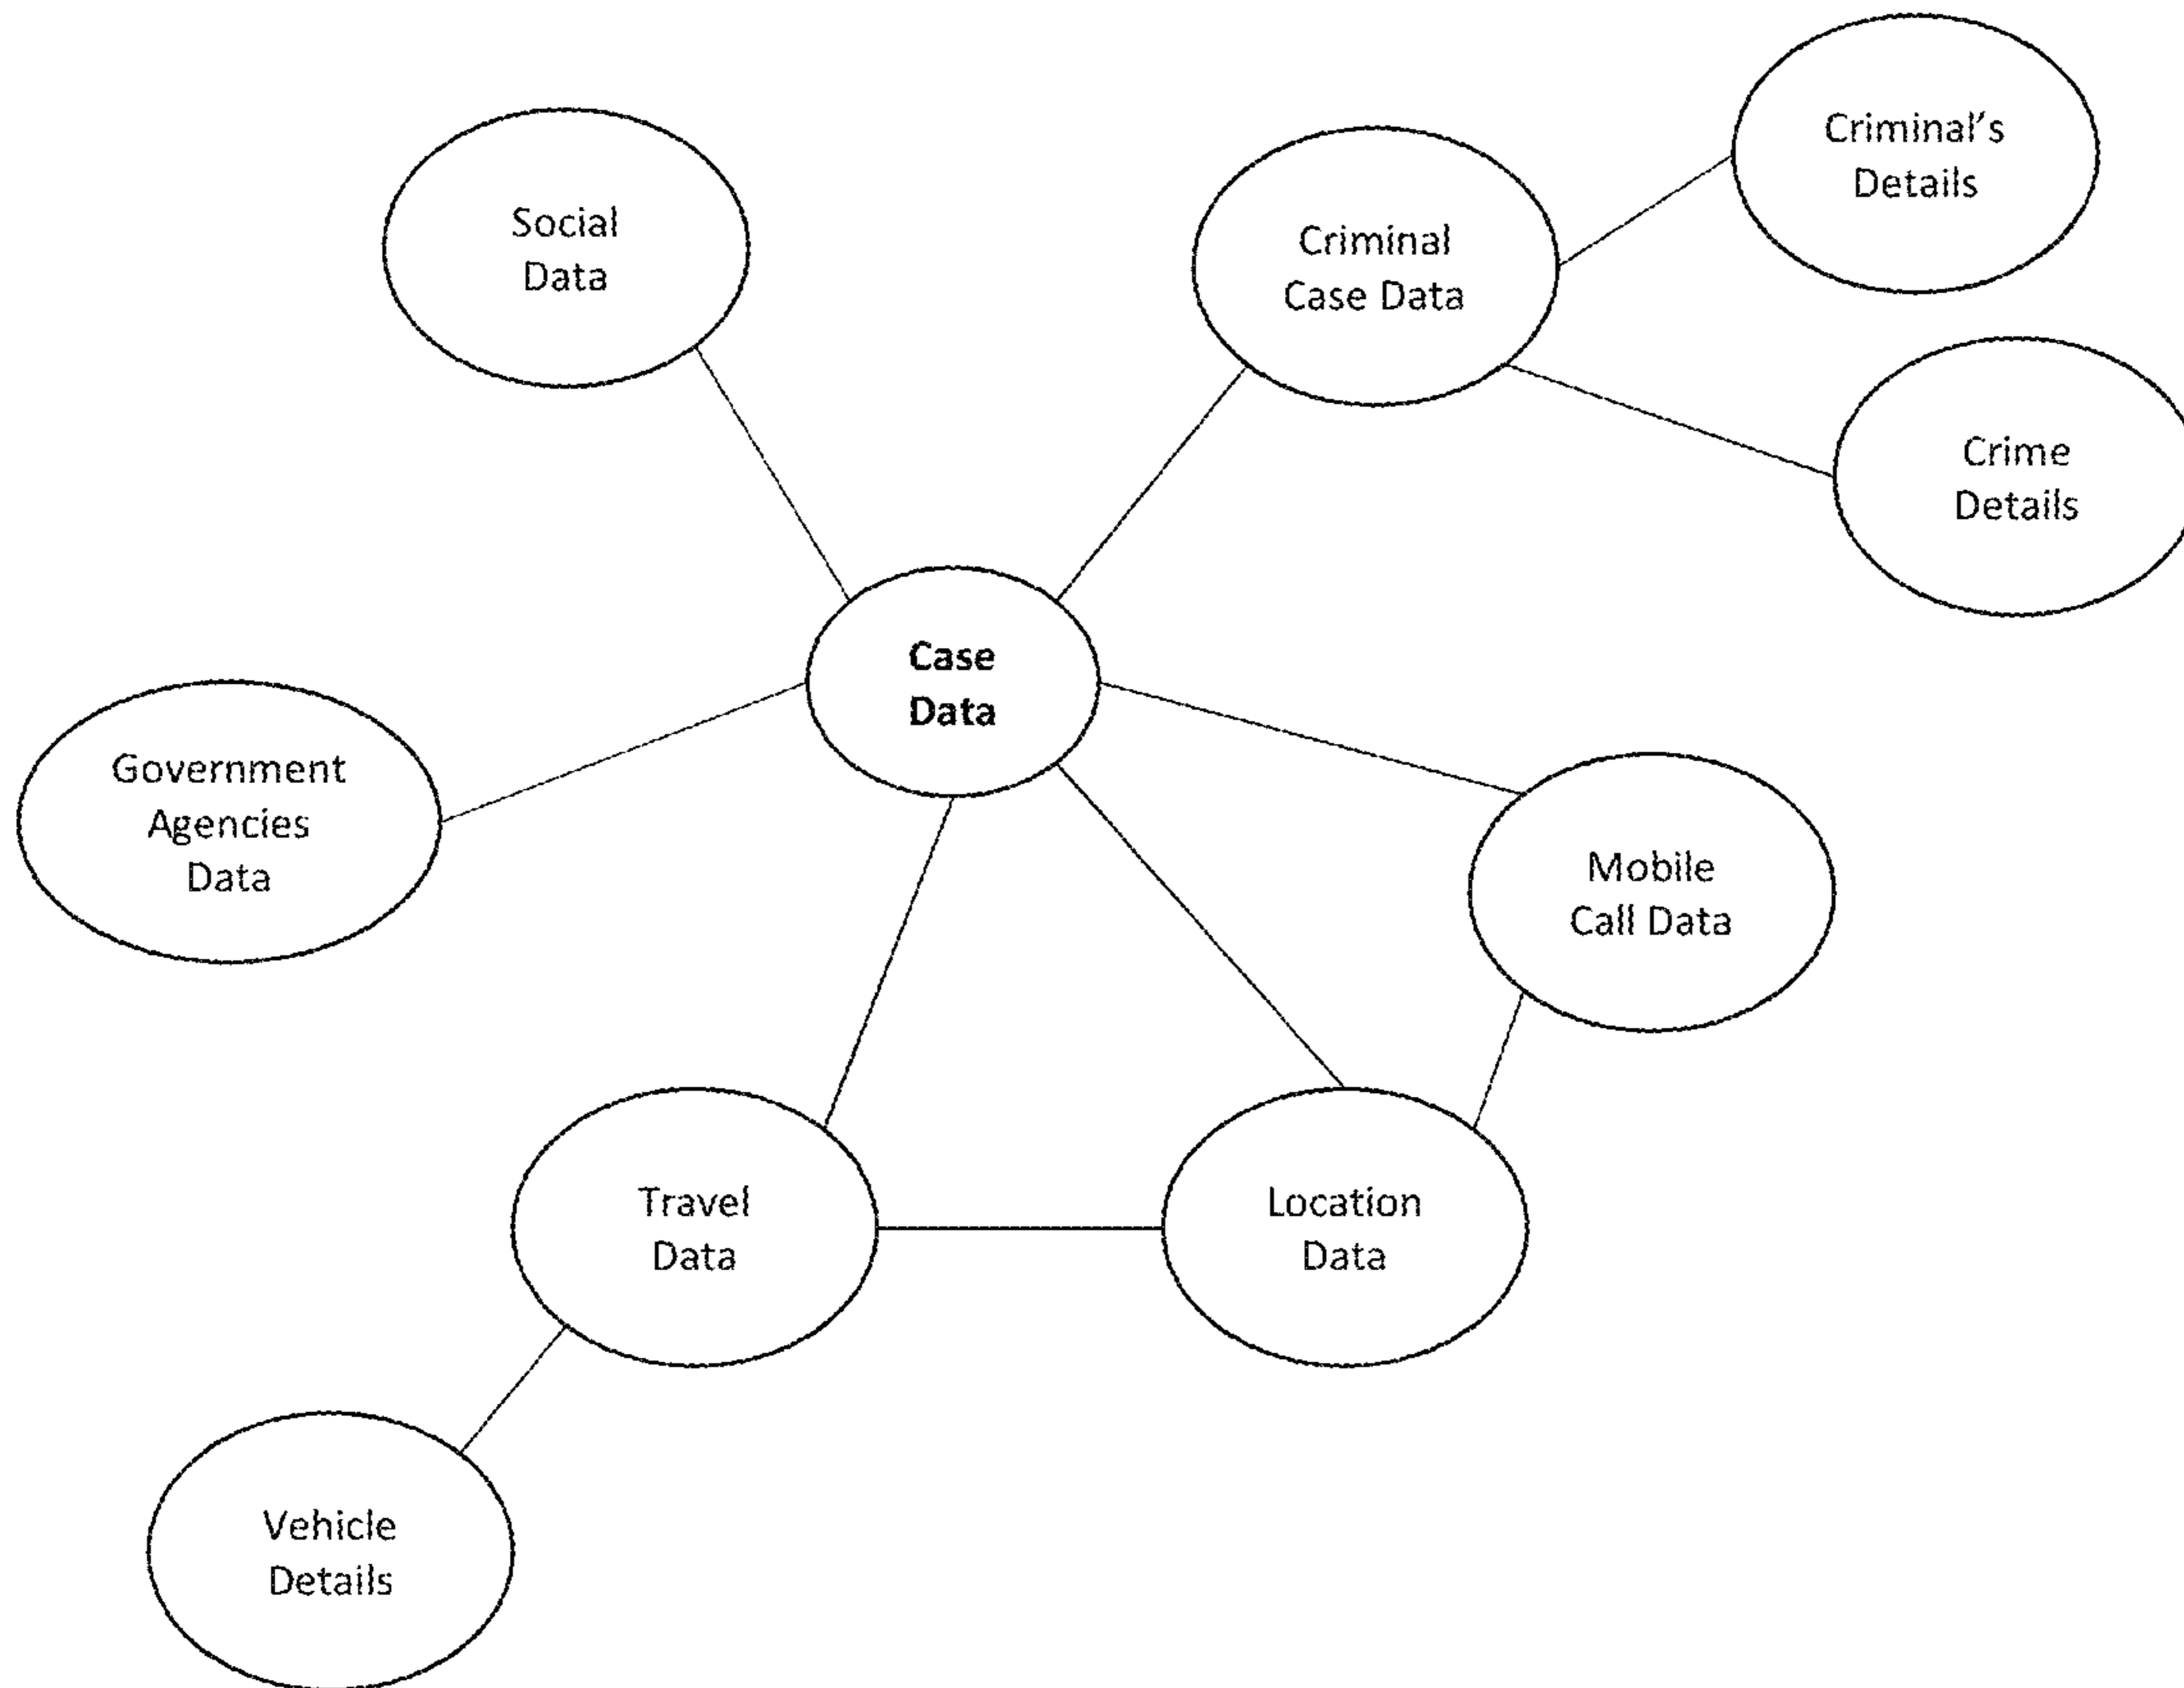 Criminal's
Details
Social
Data
Criminal
Case Data
Crime
Details
Case
Data
Government
Agencies
Data
Mobile
Call Data
Travel
Data
Location
Data
Vehicle
Details